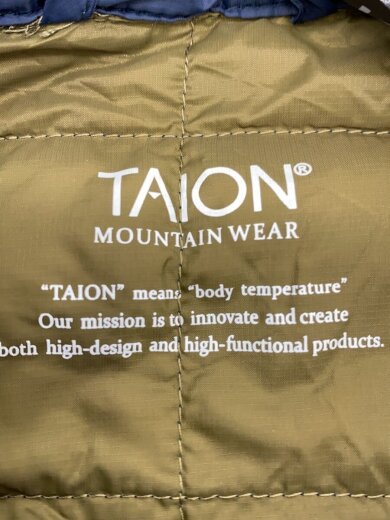 TAION®
MOUNTAIN WEAR
“TAION” means “body temperature”
Our mission is to innovate and create
both high-design and high-functional products.